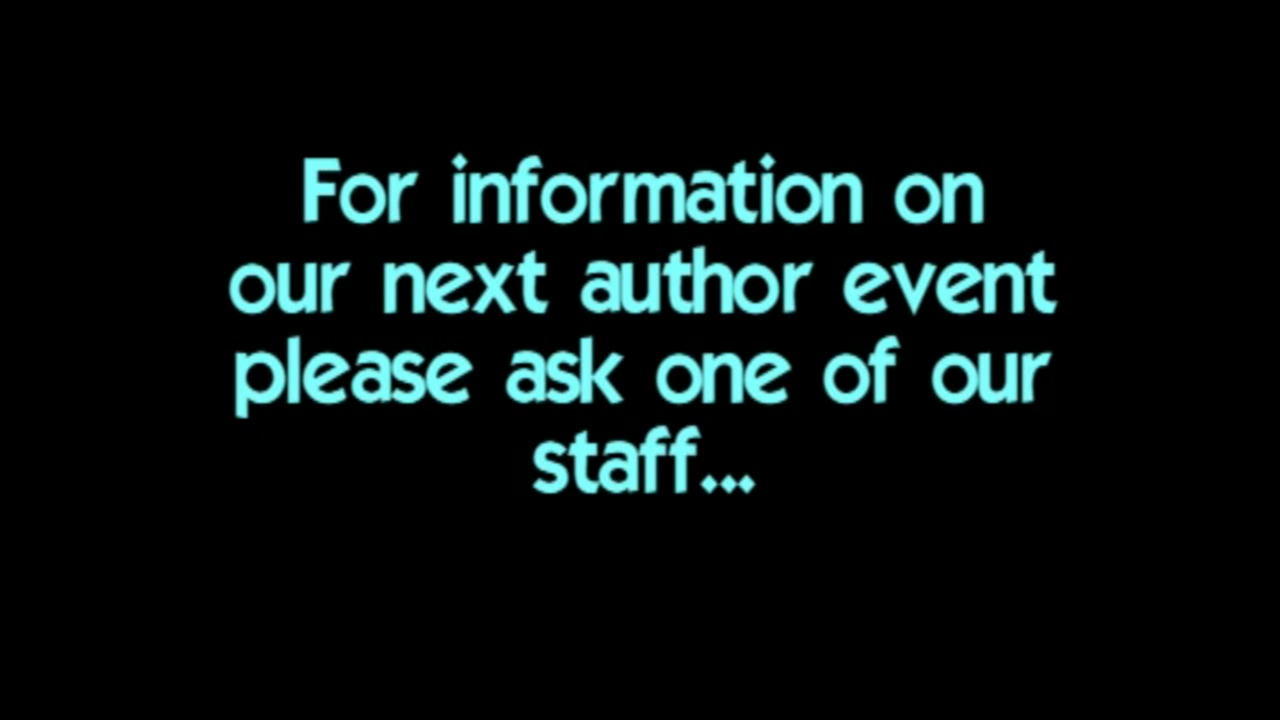 For information on
our next author event
please ask one of our
staff...